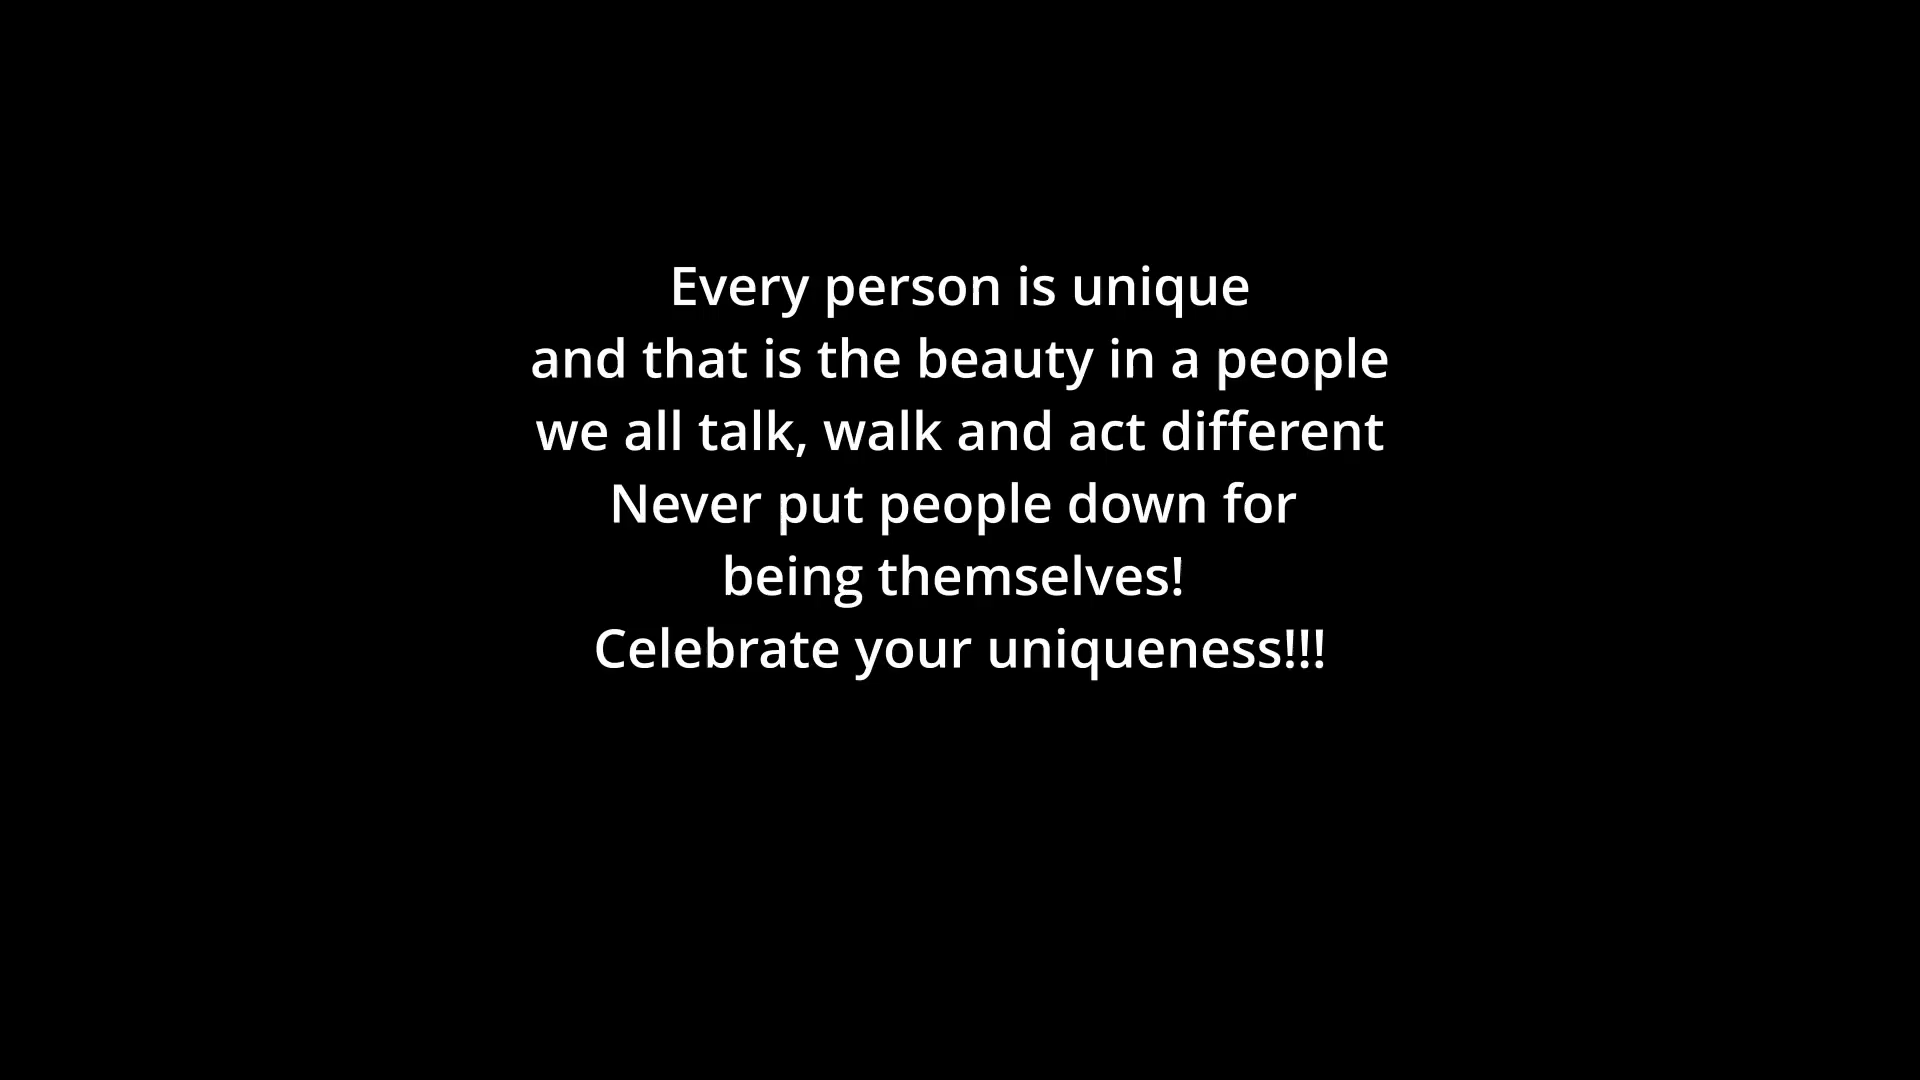 Every person is unique
and that is the beauty in a people
we all talk, walk and act different
Never put people down for
being themselves!
Celebrate your uniqueness!!!